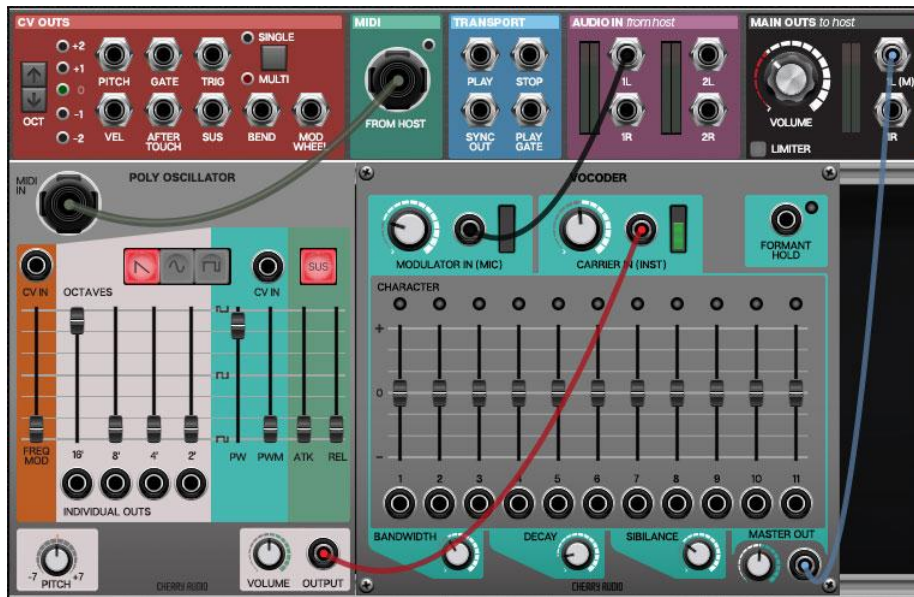 CV OUTS
MIDI
TRANSPORT
AUDIO IN from host
MAIN OUTS to host
+2
+1
0
-1
-2
OCT
PITCH
GATE
TRIG
SINGLE
MULTI
VEL
AFTER
TOUCH
SUS
BEND
MOD
WHEEL
FROM HOST
PLAY
STOP
SYNC
OUT
PLAY
GATE
1L
2L
1R
2R
VOLUME
LIMITER
1L (M)
1R
MIDI
IN
POLY OSCILLATOR
CV IN
OCTAVES
CV IN
SUS
FREQ
MOD
16'
8'
4'
2'
PW
PWM
ATK
REL
INDIVIDUAL OUTS
-7
PITCH
+7
CHERRY AUDIO
VOLUME
OUTPUT
VOCODER
MODULATOR IN (MIC)
CARRIER IN (INST)
FORMANT
HOLD
CHARACTER
+
0
-
1 2 3 4 5 6 7 8 9 10 11
BANDWIDTH
DECAY
SIBILANCE
MASTER OUT
CHERRY AUDIO